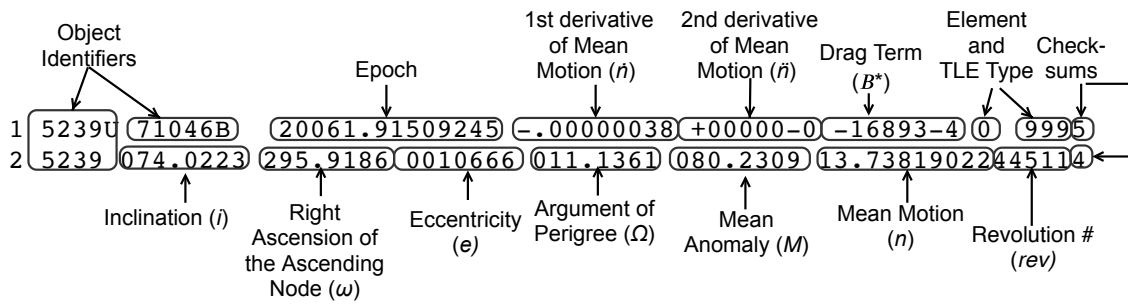 Object
Identifiers
Epoch
1st derivative
of Mean
Motion (ṅ)
2nd derivative
of Mean
Motion (n̈)
Drag Term
(B*)
Element
and
TLE Type
Check-
sums
1 5239U 71046B 20061.91509245 -.00000038 +00000-0 -16893-4 0 9995
2 5239 074.0223 295.9186 0010666 011.1361 080.2309 13.73819022445114
Inclination (i)
Right
Ascension of
the Ascending
Node (ω)
Eccentricity
(e)
Argument of
Perigree (Ω)
Mean
Anomaly (M)
Mean Motion
(n)
Revolution #
(rev)